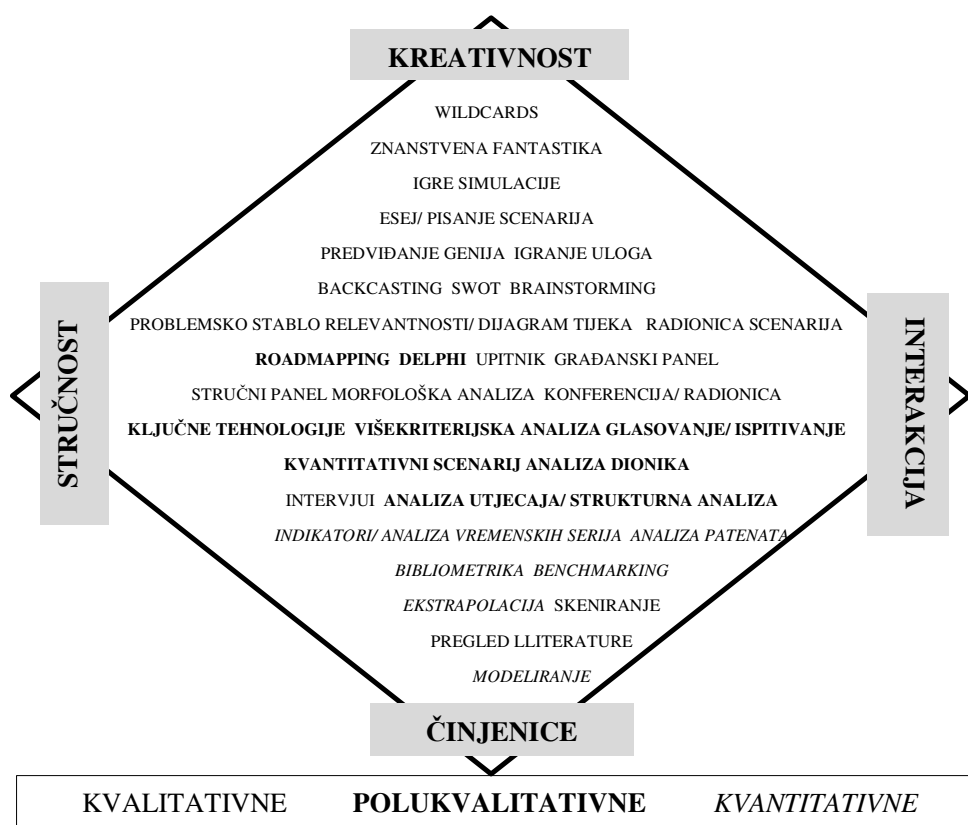 KREATIVNOST
WILDCARDS
ZNANSTVENA FANTASTIKA
IGRE SIMULACIJE
ESEJ/ PISANJE SCENARIJA
PREDVIĐANJE GENIJA IGRANJE ULOGA
BACKCASTING SWOT BRAINSTORMING
PROBLEMSKO STABLO RELEVANTNOSTI/ DIJAGRAM TIJEKA RADIONICA SCENARIJA
ROADMAPPING DELPHI UPITNIK GRAĐANSKI PANEL
STRUČNI PANEL MORFOLOŠKA ANALIZA KONFERENCIJA/ RADIONICA
KLJUČNE TEHNOLOGIJE VIŠEKRITERIJSKA ANALIZA GLASOVANJE/ ISPITIVANJE
KVANTITATIVNI SCENARIJ ANALIZA DIONIKA
INTERVJUI ANALIZA UTJECAJA/ STRUKTURNA ANALIZA
INDIKATORI/ ANALIZA VREMENSKIH SERIJA ANALIZA PATENATA
BIBLIOMETRIKA BENCHMARKING
EKSTRAPOLACIJA SKENIRANJE
PREGLED LLITERATURE
MODELIRANJE
STRUČNOST
INTERAKCIJA
ČINJENICE
KVALITATIVNE POLUKVALITATIVNE KVANTITATIVNE